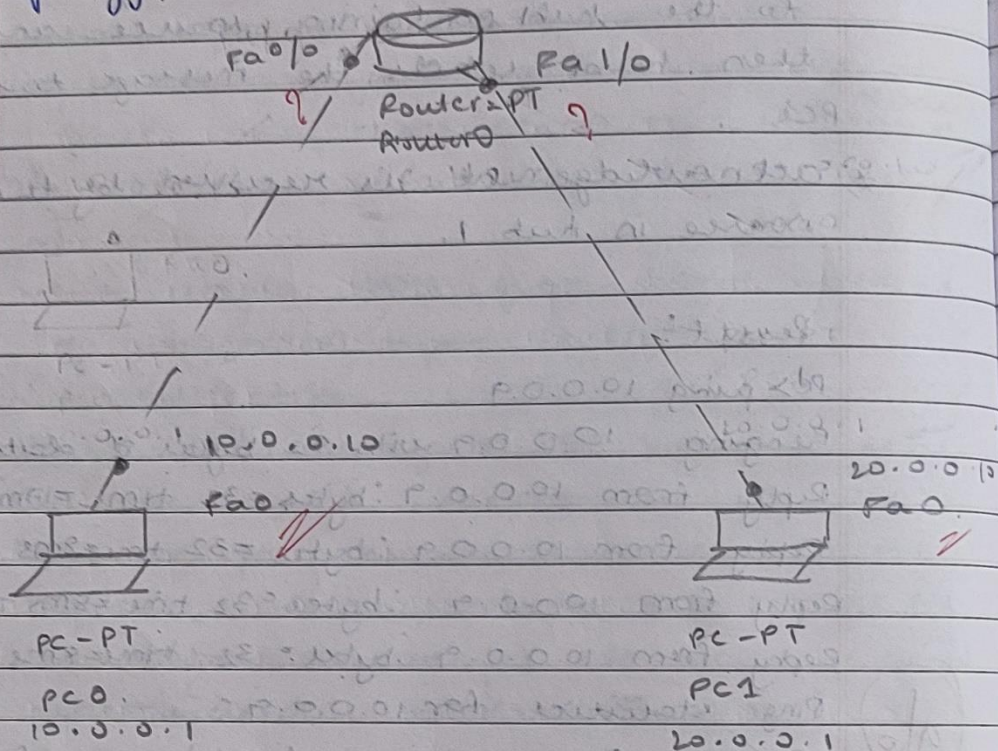 Fa0/0
Fa1/0
?
Router-PT
?
Router0
10.0.0.10
20.0.0.10
Fa0
Fa0.
PC-PT
PC-PT
PC0.
PC1
10.0.0.1
20.0.0.1